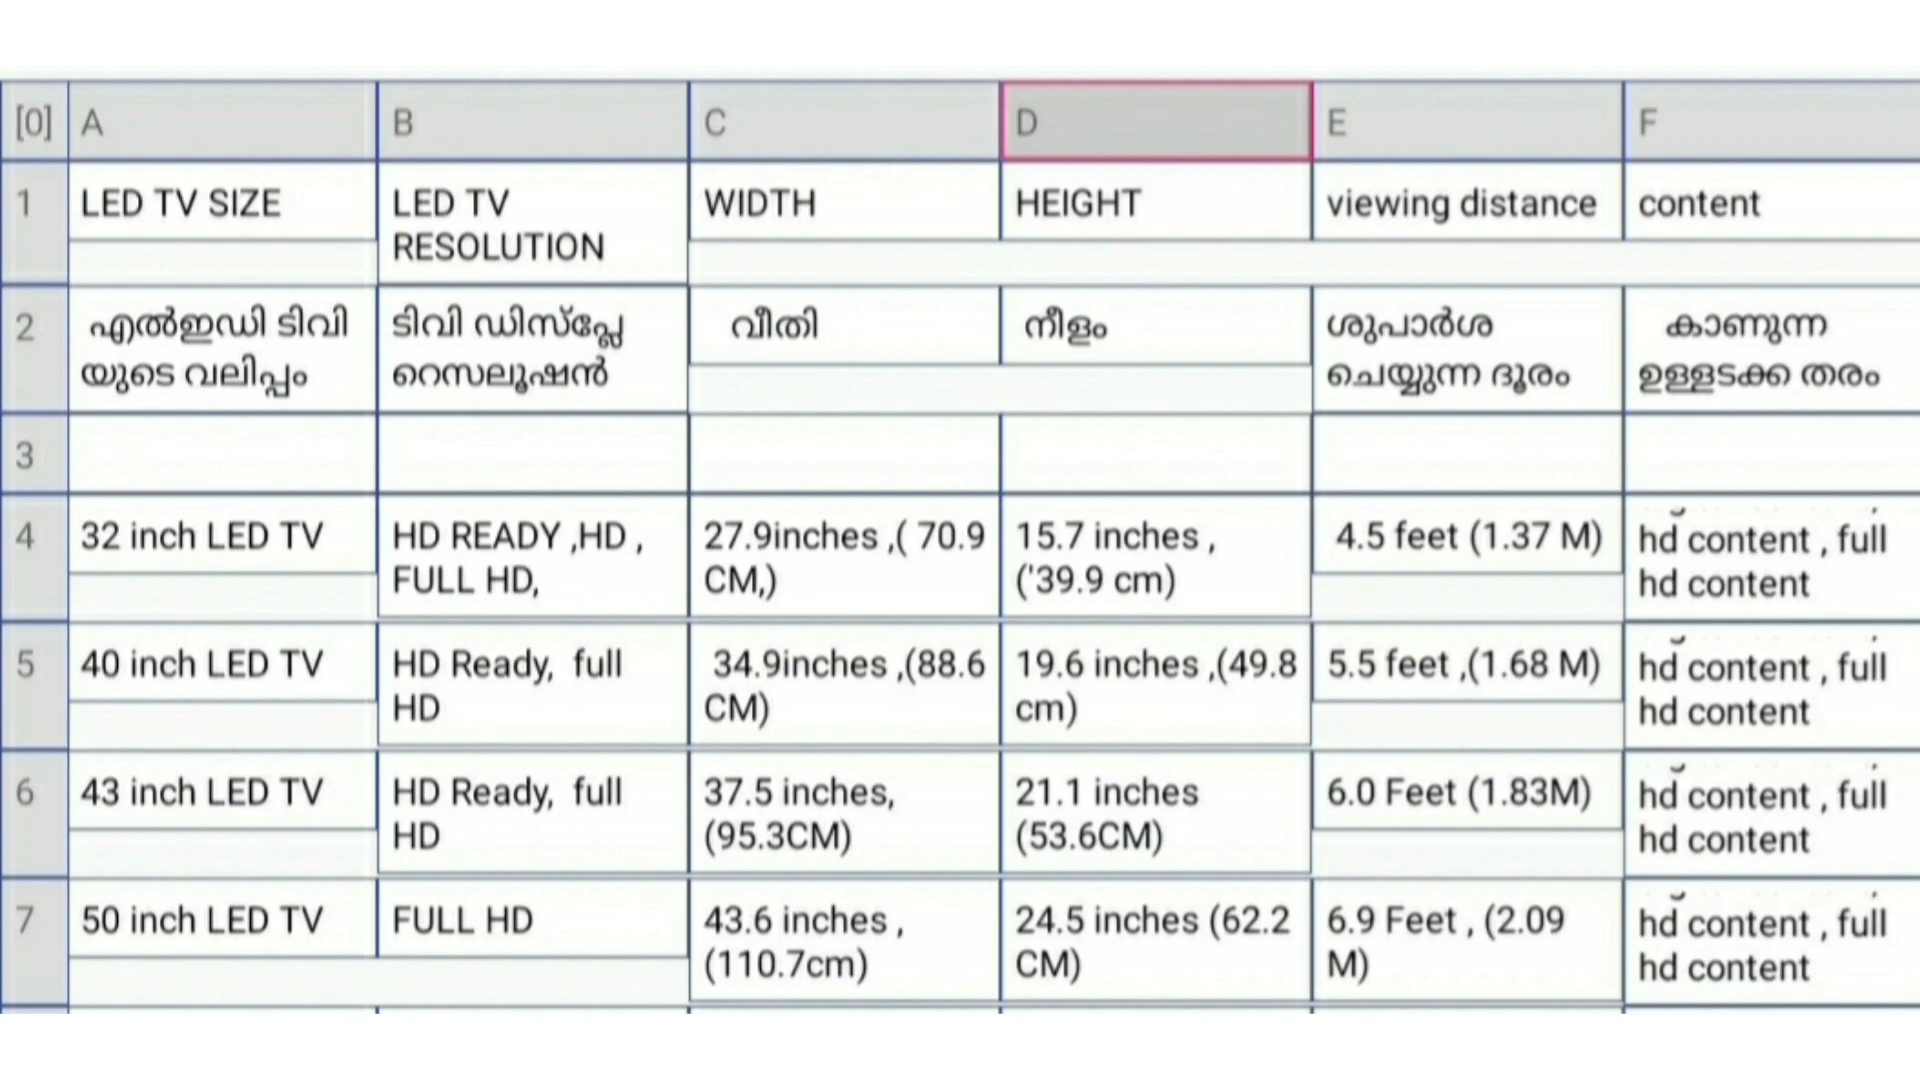 [0] A B C D E F
1 LED TV SIZE LED TV WIDTH HEIGHT viewing distance content
RESOLUTION
2 എൽഇഡി ടിവി ടിവി ഡിസ്പ്ലേ വീതി നീളം ശുപാർശ കാണുന്ന
യുടെ വലിപ്പം റെസലൂഷൻ ചെയ്യുന്ന ദൂരം ഉള്ളടക്ക തരം
3
4 32 inch LED TV HD READY ,HD , 27.9inches ,( 70.9 15.7 inches , 4.5 feet (1.37 M) hd content , full
FULL HD, CM,) ('39.9 cm) hd content
5 40 inch LED TV HD Ready, full 34.9inches ,(88.6 19.6 inches ,(49.8 5.5 feet ,(1.68 M) hd content , full
HD CM) cm) hd content
6 43 inch LED TV HD Ready, full 37.5 inches, 21.1 inches 6.0 Feet (1.83M) hd content , full
HD (95.3CM) (53.6CM) hd content
7 50 inch LED TV FULL HD 43.6 inches , 24.5 inches (62.2 6.9 Feet , (2.09 hd content , full
(110.7cm) CM) M) hd content